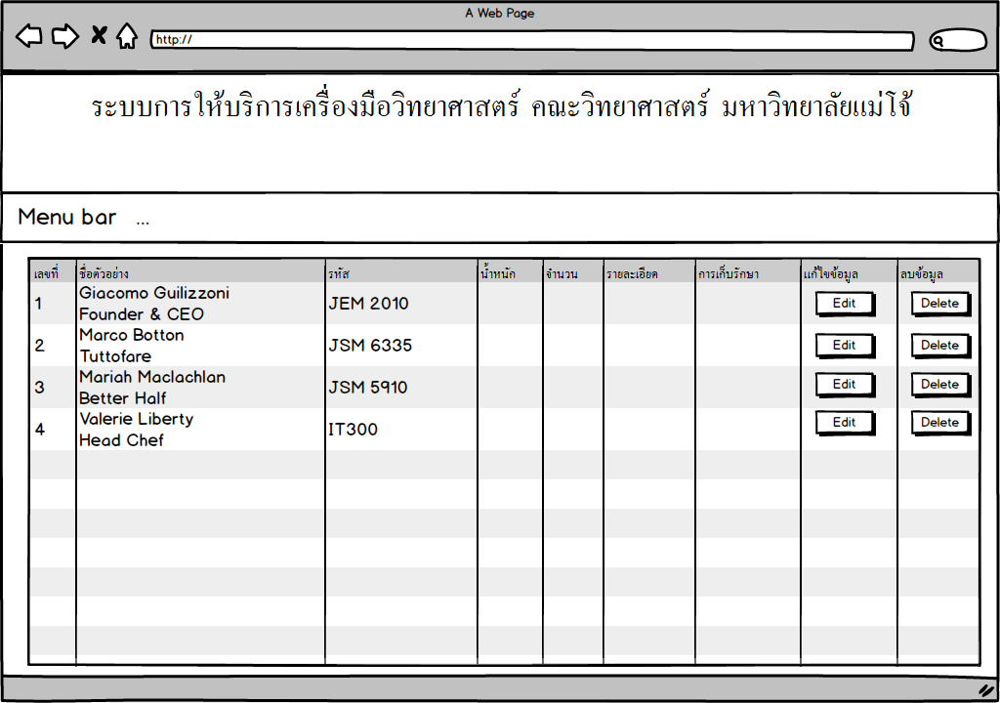 A Web Page
http://
ระบบการให้บริการเครื่องมือวิทยาศาสตร์ คณะวิทยาศาสตร์ มหาวิทยาลัยแม่โจ้
Menu bar ...
เลขที่ ชื่อตัวอย่าง รหัส น้ำหนัก จำนวน รายละเอียด การเก็บรักษา แก้ไขข้อมูล ลบข้อมูล
1 Giacomo Guilizzoni JEM 2010 Edit Delete
Founder & CEO
2 Marco Botton JSM 6335 Edit Delete
Tuttofare
3 Mariah Maclachlan JSM 5910 Edit Delete
Better Half
4 Valerie Liberty IT300 Edit Delete
Head Chef